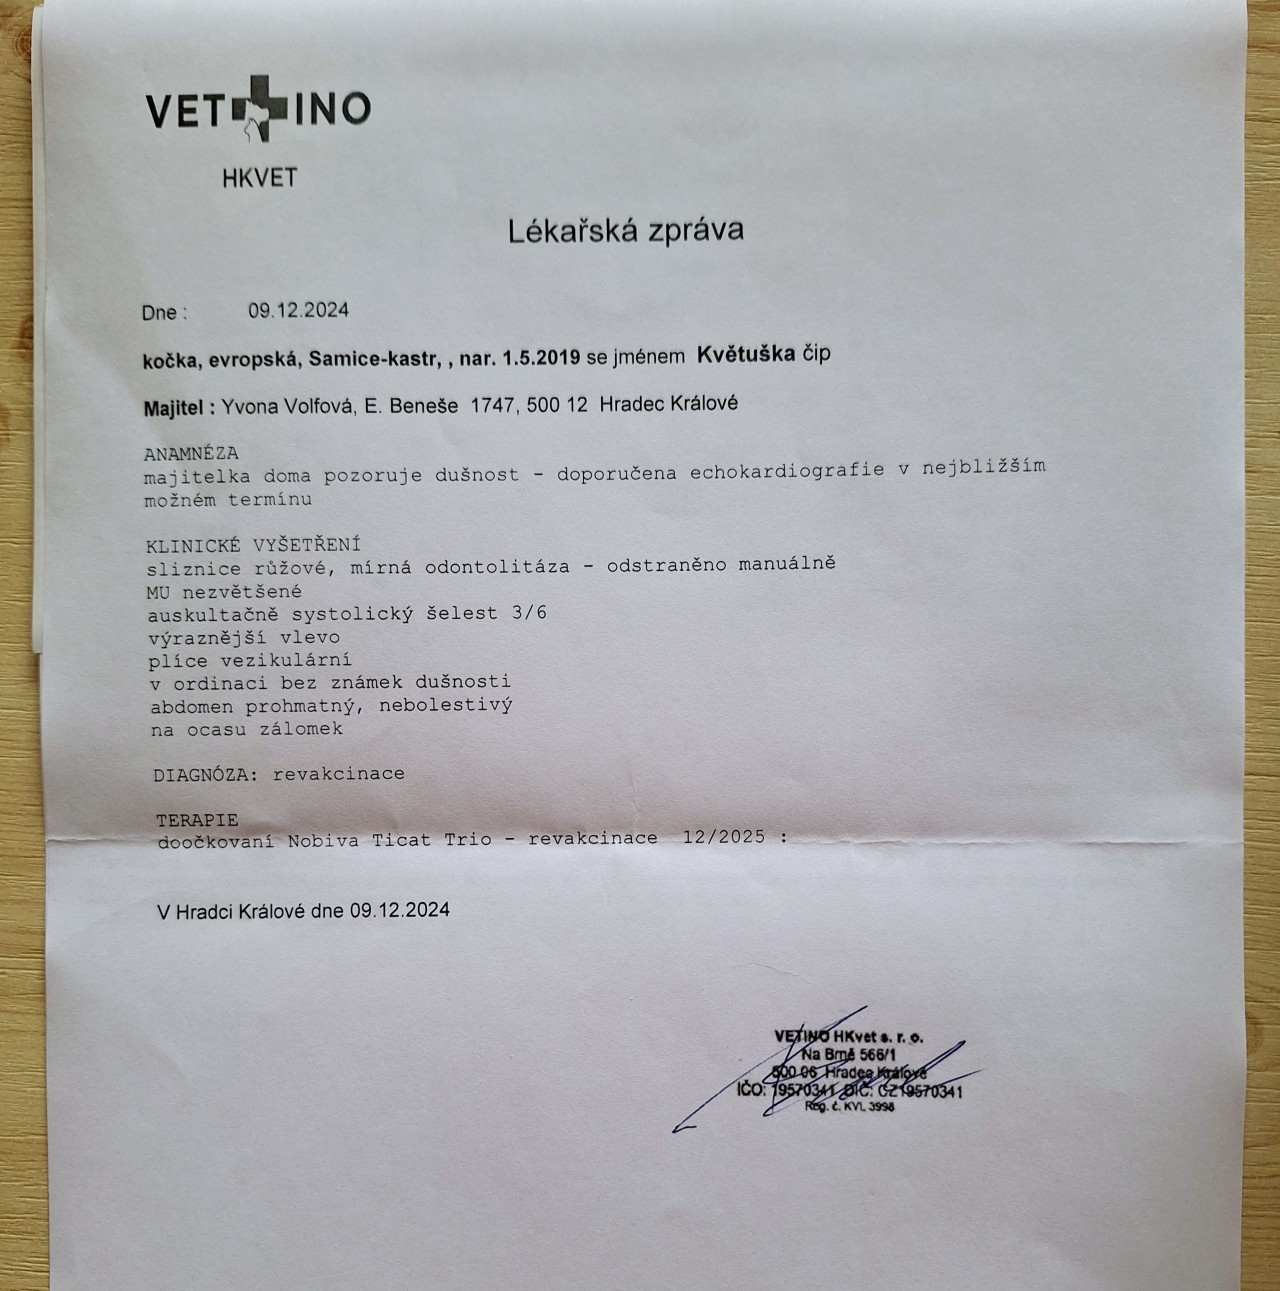 VET INO
HKVET
Lékařská zpráva
Dne : 09.12.2024
kočka, evropská, Samice-kastr, , nar. 1.5.2019 se jménem Květuška čip
Majitel : Yvona Volfová, E. Beneše 1747, 500 12 Hradec Králové
ANAMNÉZA
majitelka doma pozoruje dušnost - doporučena echokardiografie v nejbližším
možném termínu
KLINICKÉ VYŠETŘENÍ
sliznice růžové, mírná odontolitáza - odstraněno manuálně
MU nezvětšené
auskultačně systolický šelest 3/6
výraznější vlevo
plíce vezikulární
v ordinaci bez známek dušnosti
abdomen prohmatný, nebolestivý
na ocasu zálomek
DIAGNÓZA: revakcinace
TERAPIE
doočkovaní Nobiva Ticat Trio - revakcinace 12/2025 :
V Hradci Králové dne 09.12.2024
VETINO HKvet s. r. o.
Na Brně 566/1
500 06 Hradec Králové
IČO: 19570341 DIČ: CZ19570341
Reg. č. KVL 3998